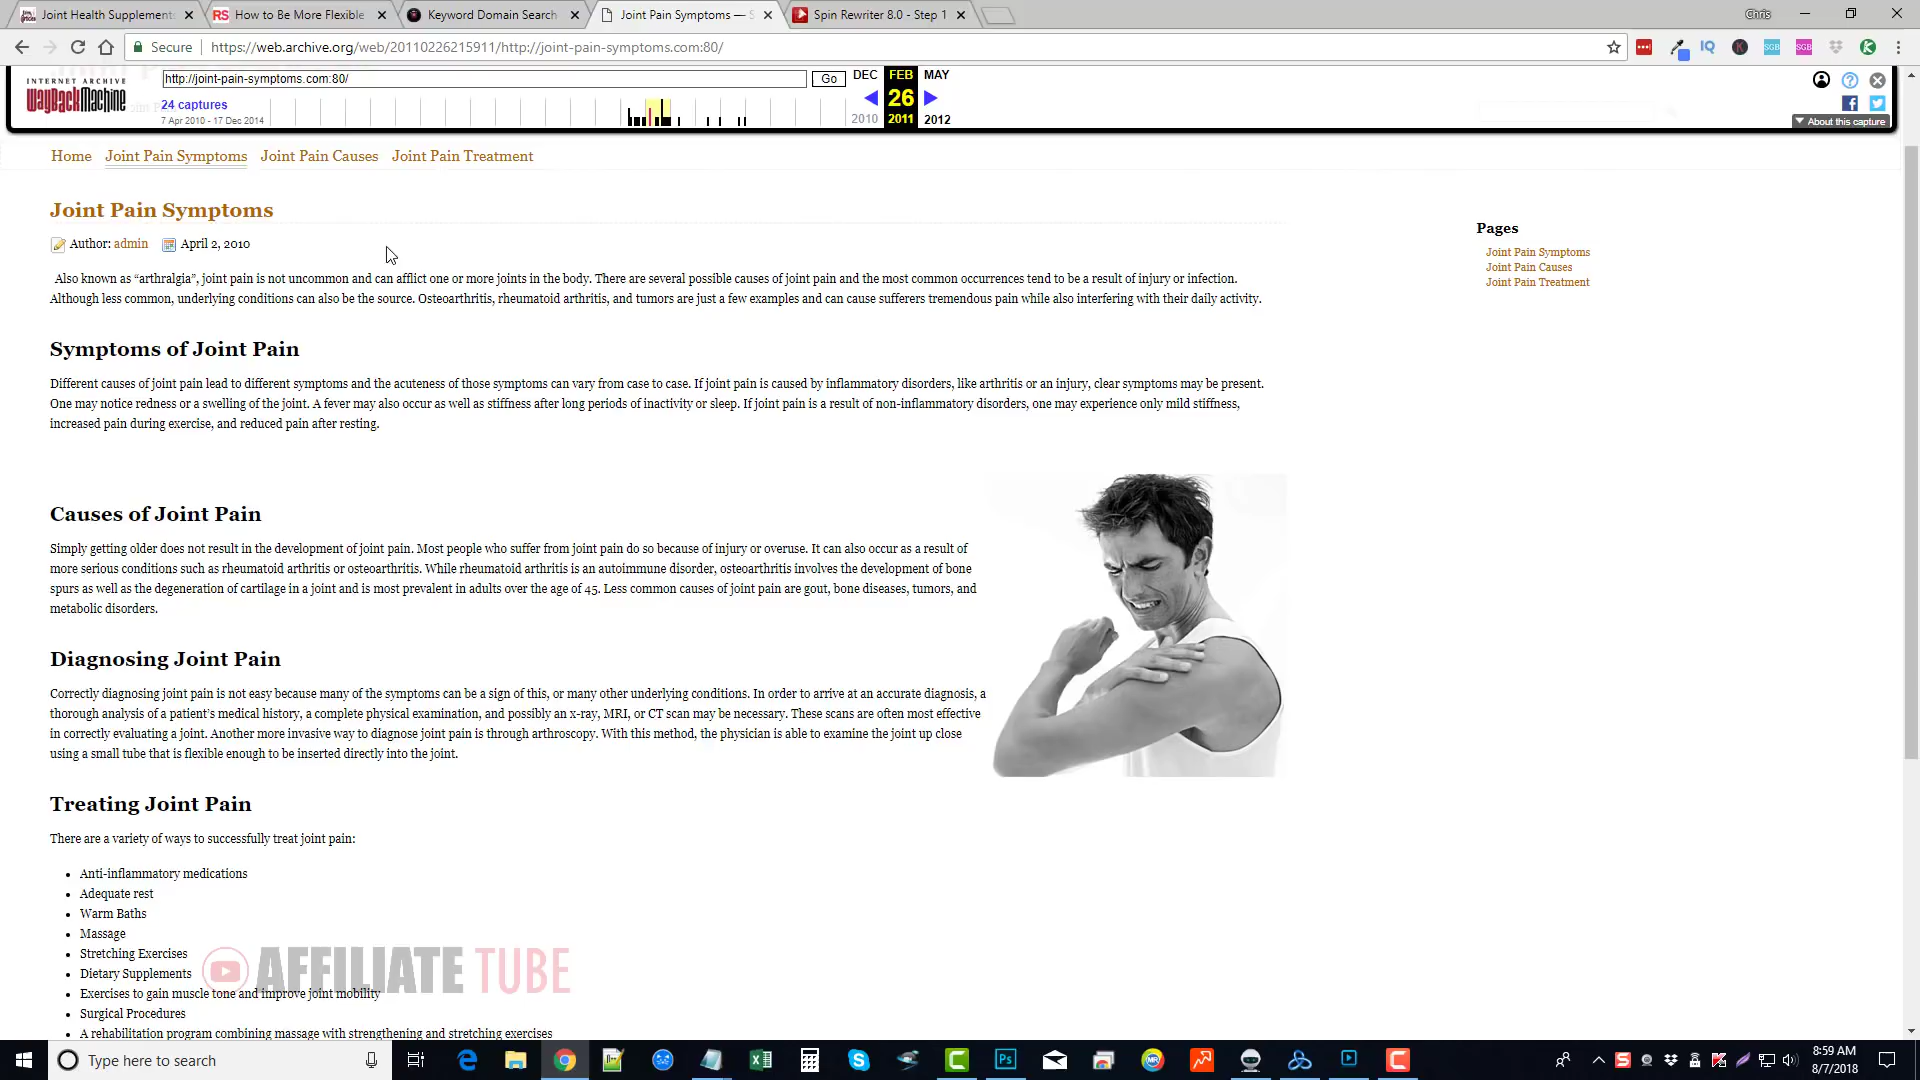 Joint Health Supplement
How to Be More Flexible
Keyword Domain Search
Joint Pain Symptoms — S
Spin Rewriter 8.0 - Step 1
Chris
Secure
https://web.archive.org/web/20110226215911/http://joint-pain-symptoms.com:80/
INTERNET ARCHIVE
WayBackMachine
http://joint-pain-symptoms.com:80/
Go
DEC FEB MAY
24 captures
26
7 Apr 2010 - 17 Dec 2014
2010 2011 2012
About this capture
Home Joint Pain Symptoms Joint Pain Causes Joint Pain Treatment
Joint Pain Symptoms
Author: admin April 2, 2010
Also known as “arthralgia”, joint pain is not uncommon and can afflict one or more joints in the body. There are several possible causes of joint pain and the most common occurrences tend to be a result of injury or infection.
Although less common, underlying conditions can also be the source. Osteoarthritis, rheumatoid arthritis, and tumors are just a few examples and can cause sufferers tremendous pain while also interfering with their daily activity.
Symptoms of Joint Pain
Different causes of joint pain lead to different symptoms and the acuteness of those symptoms can vary from case to case. If joint pain is caused by inflammatory disorders, like arthritis or an injury, clear symptoms may be present.
One may notice redness or a swelling of the joint. A fever may also occur as well as stiffness after long periods of inactivity or sleep. If joint pain is a result of non-inflammatory disorders, one may experience only mild stiffness,
increased pain during exercise, and reduced pain after resting.
Causes of Joint Pain
Simply getting older does not result in the development of joint pain. Most people who suffer from joint pain do so because of injury or overuse. It can also occur as a result of
more serious conditions such as rheumatoid arthritis or osteoarthritis. While rheumatoid arthritis is an autoimmune disorder, osteoarthritis involves the development of bone
spurs as well as the degeneration of cartilage in a joint and is most prevalent in adults over the age of 45. Less common causes of joint pain are gout, bone diseases, tumors, and
metabolic disorders.
Diagnosing Joint Pain
Correctly diagnosing joint pain is not easy because many of the symptoms can be a sign of this, or many other underlying conditions. In order to arrive at an accurate diagnosis, a
thorough analysis of a patient’s medical history, a complete physical examination, and possibly an x-ray, MRI, or CT scan may be necessary. These scans are often most effective
in correctly evaluating a joint. Another more invasive way to diagnose joint pain is through arthroscopy. With this method, the physician is able to examine the joint up close
using a small tube that is flexible enough to be inserted directly into the joint.
Treating Joint Pain
There are a variety of ways to successfully treat joint pain:
Anti-inflammatory medications
Adequate rest
Warm Baths
Massage
Stretching Exercises
Dietary Supplements
Exercises to gain muscle tone and improve joint mobility
Surgical Procedures
A rehabilitation program combining massage with strengthening and stretching exercises
Pages
Joint Pain Symptoms
Joint Pain Causes
Joint Pain Treatment
AFFILIATE TUBE
Type here to search
8:59 AM
8/7/2018